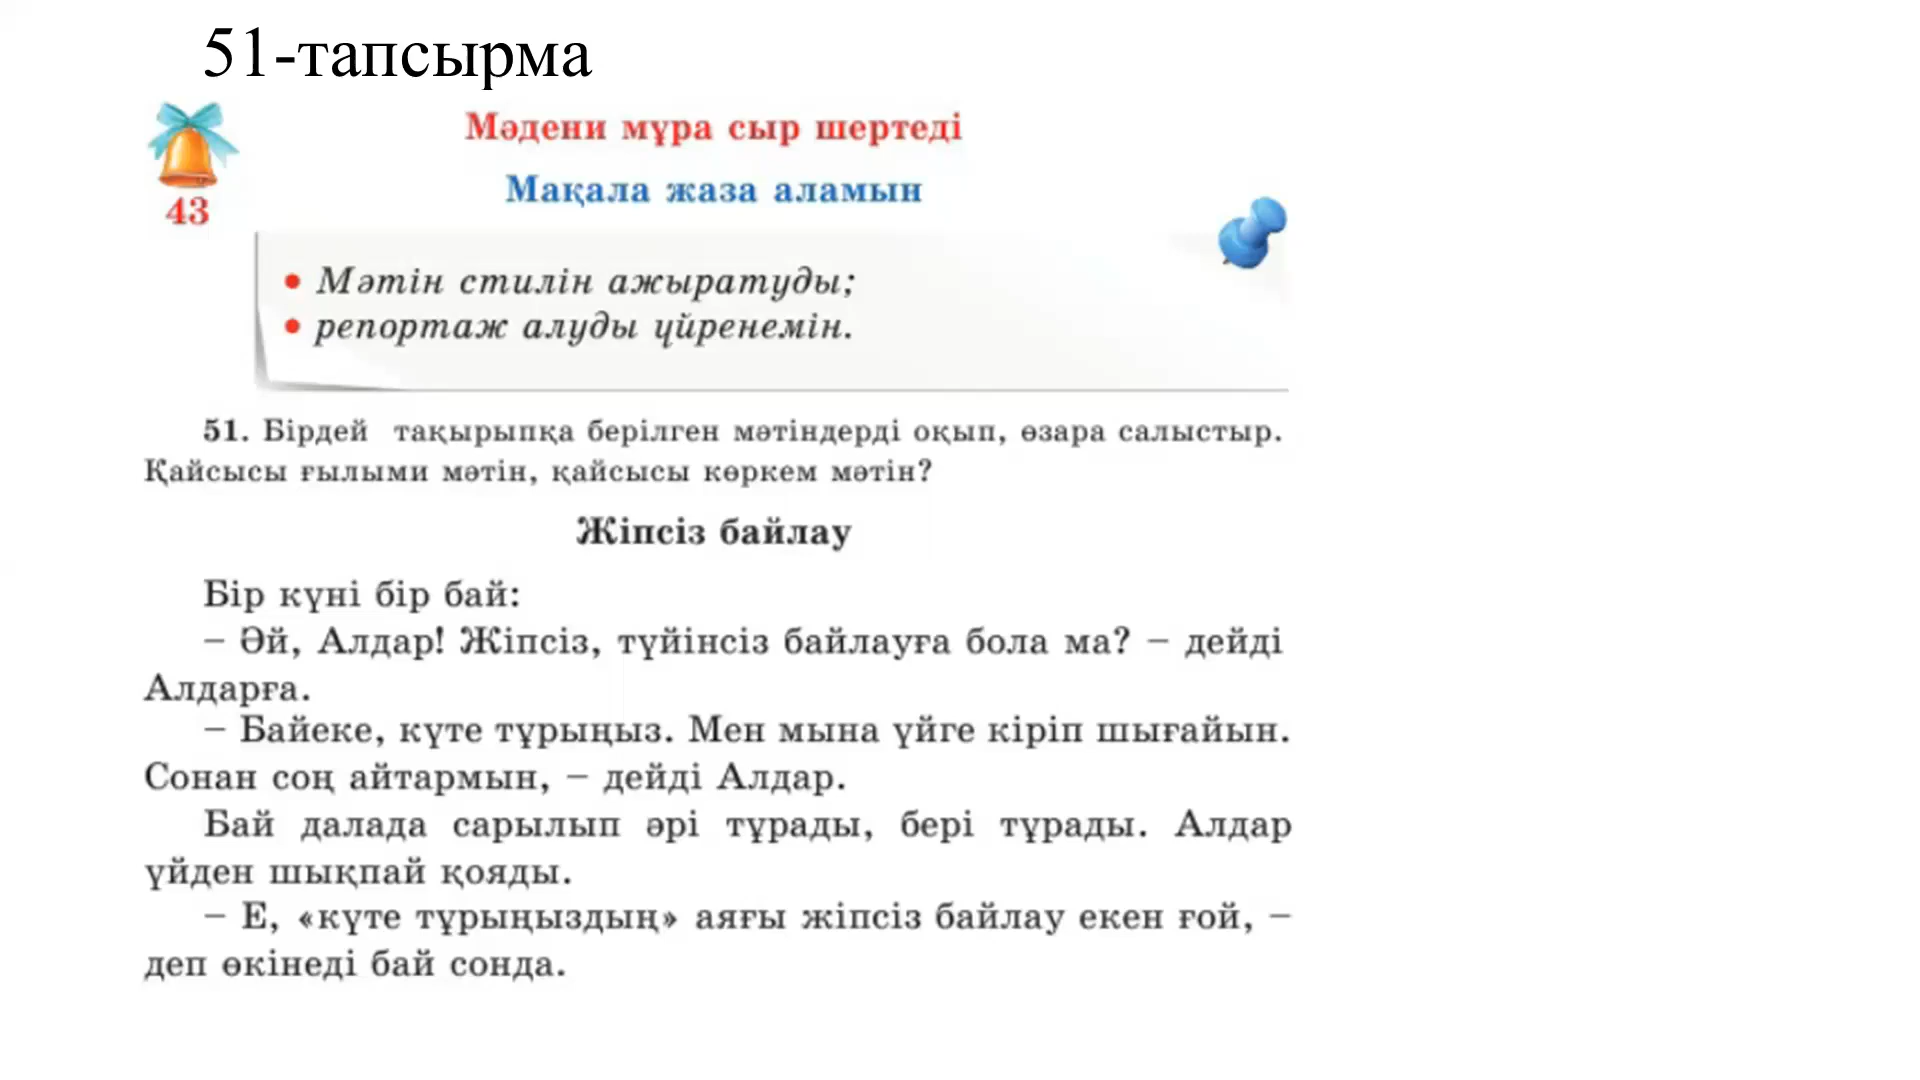 51-тапсырма
Мәдени мұра сыр шертеді
Мақала жаза аламын
43
• Мәтін стилін ажыратуды;
• репортаж алуды үйренемін.
51. Бірдей тақырыпқа берілген мәтіндерді оқып, өзара салыстыр.
Қайсысы ғылыми мәтін, қайсысы көркем мәтін?
Жіпсіз байлау
Бір күні бір бай:
– Әй, Алдар! Жіпсіз, түйінсіз байлауға бола ма? – дейді
Алдарға.
– Байеке, күте тұрыңыз. Мен мына үйге кіріп шығайын.
Сонан соң айтармын, – дейді Алдар.
Бай далада сарылып әрі тұрады, бері тұрады. Алдар
үйден шықпай қояды.
– Е, «күте тұрыңыздың» аяғы жіпсіз байлау екен ғой, –
деп өкінеді бай сонда.